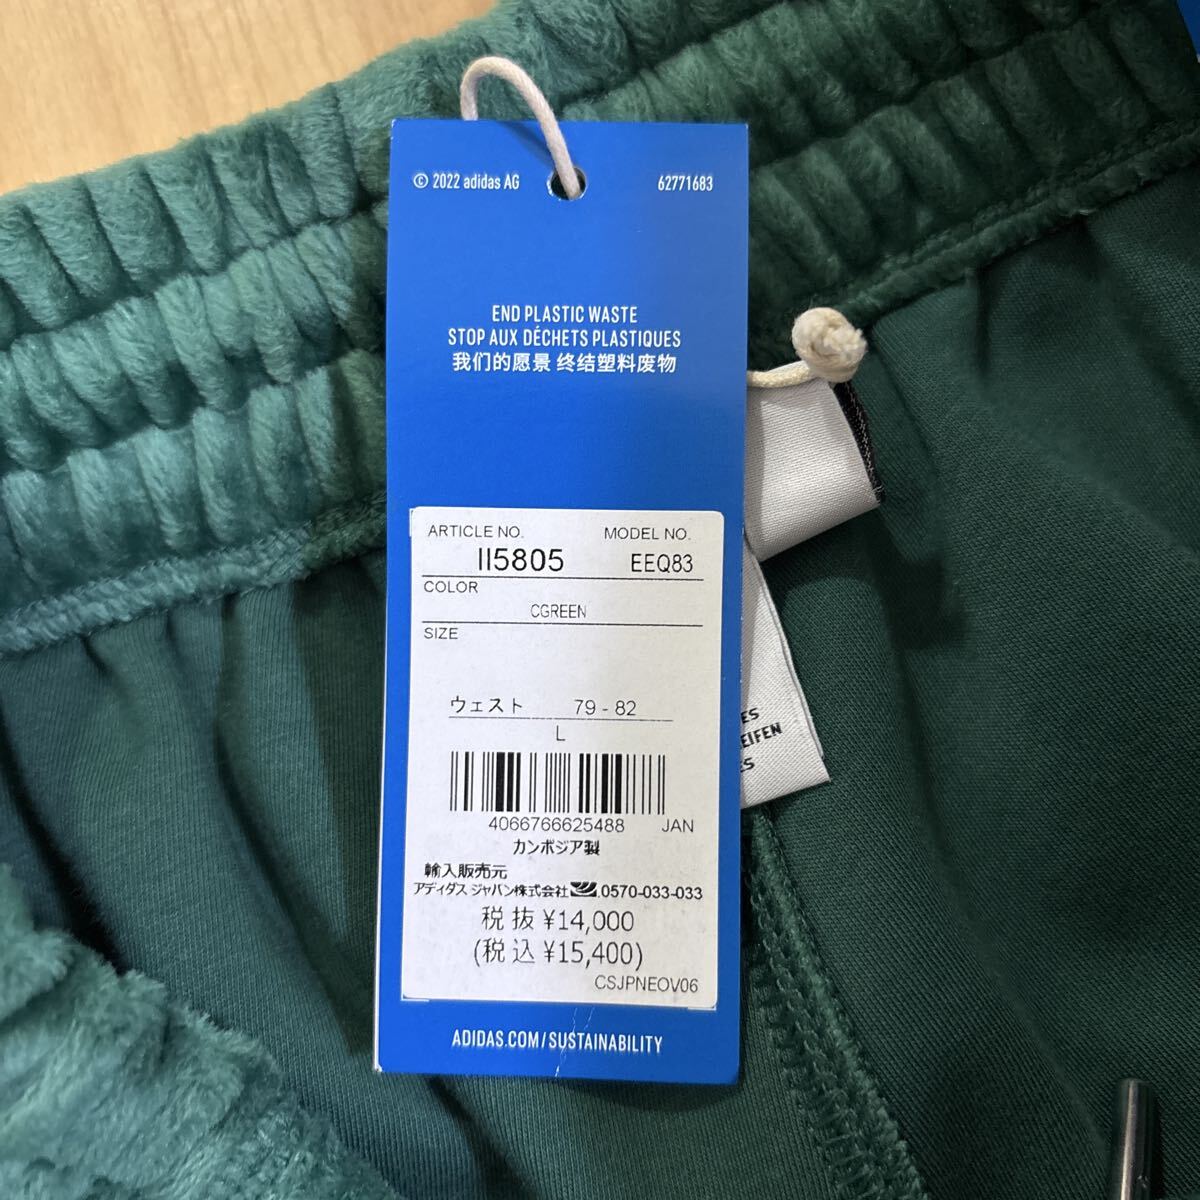 © 2022 adidas AG 62771683
END PLASTIC WASTE
STOP AUX DÉCHETS PLASTIQUES
我们的愿景 终结塑料废物
ARTICLE NO. MODEL NO.
II5805 EEQ83
COLOR
CGREEN
SIZE
ウェスト 79 - 82
L
4066766625488 JAN
カンボジア製
輸入販売元
アディダス ジャパン株式会社 0570-033-033
税 抜 ¥14,000
(税 込 ¥15,400)
CSJPNEOV06
ADIDAS.COM/SUSTAINABILITY
ES
EIFEN
ES